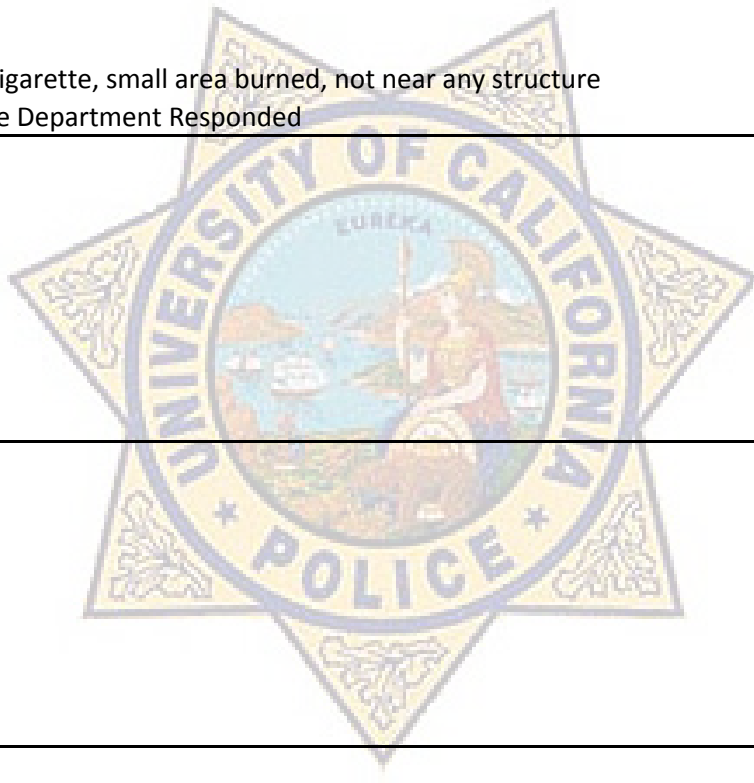 igarette, small area burned, not near any structure
e Department Responded
UNIVERSITY OF CALIFORNIA
EUREKA
★ POLICE ★